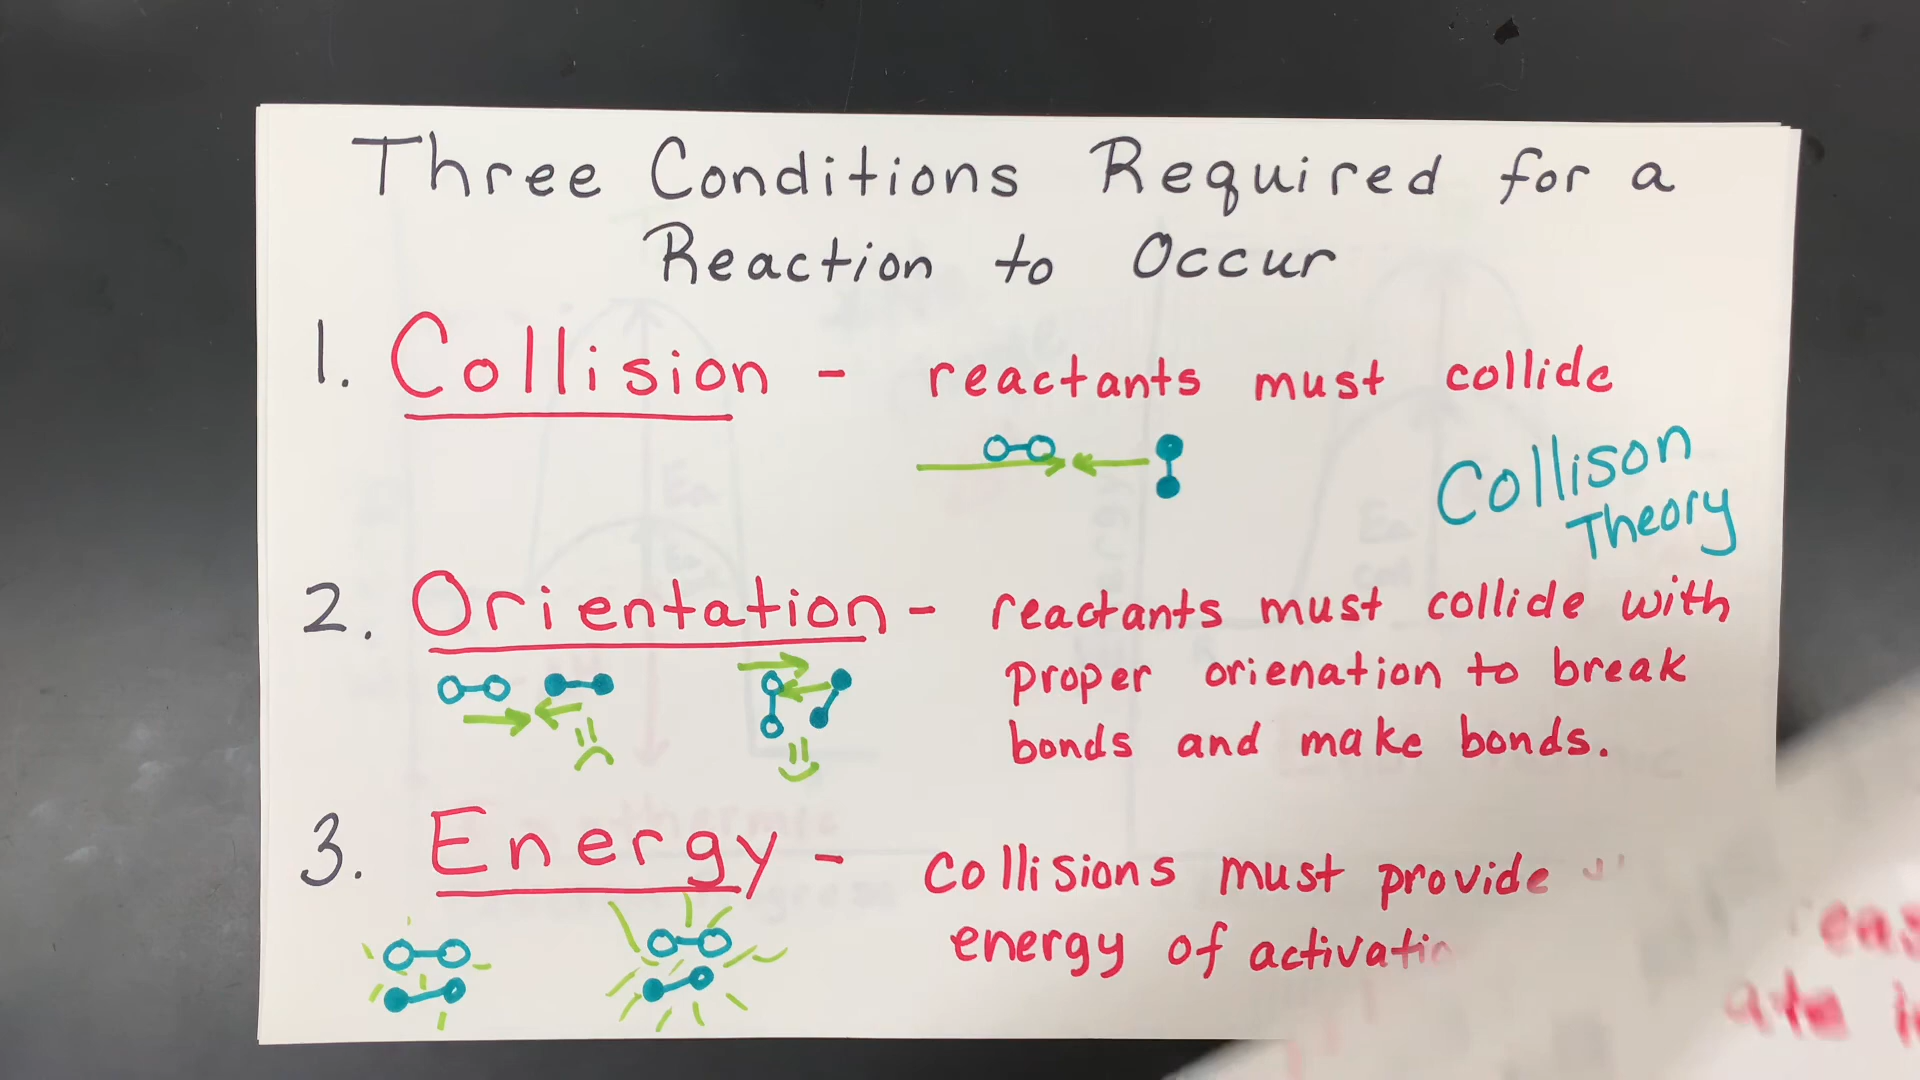 Three Conditions Required for a
Reaction to Occur
1. Collision - reactants must collide
Collison
Theory
2. Orientation - reactants must collide with
proper orienation to break
bonds and make bonds.
3. Energy - Collisions must provide
energy of